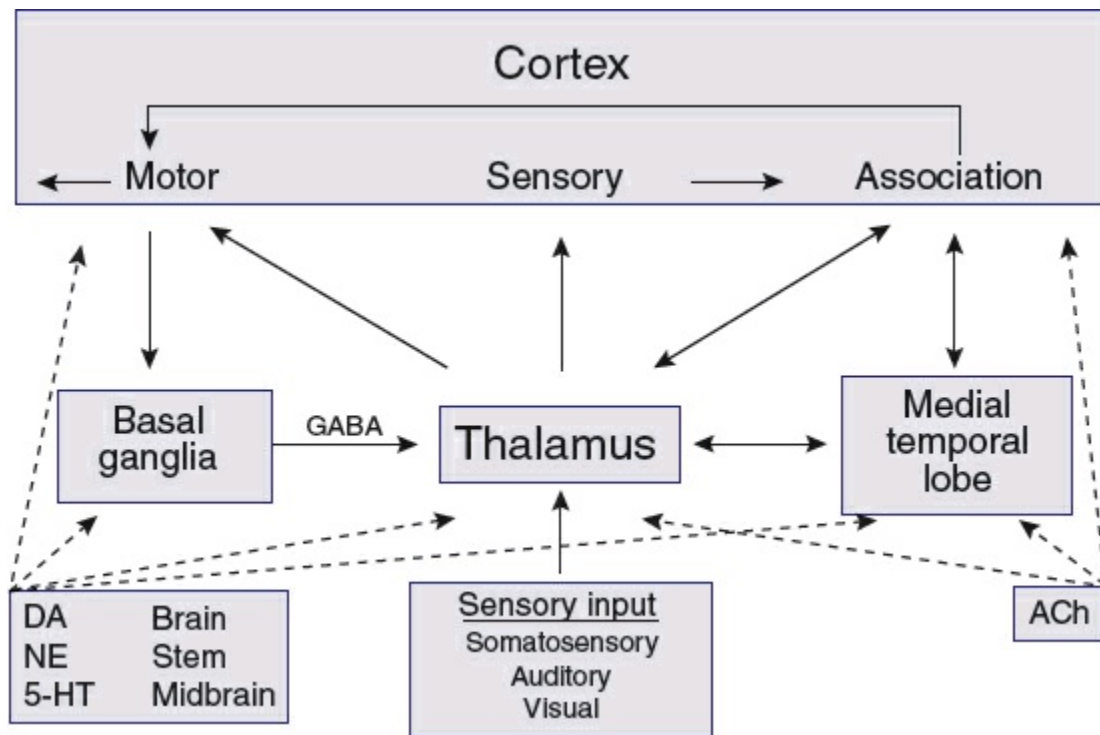 Cortex
Motor
Sensory
Association
Basal
ganglia
GABA
Thalamus
Medial
temporal
lobe
DA Brain
NE Stem
5-HT Midbrain
Sensory input
Somatosensory
Auditory
Visual
ACh